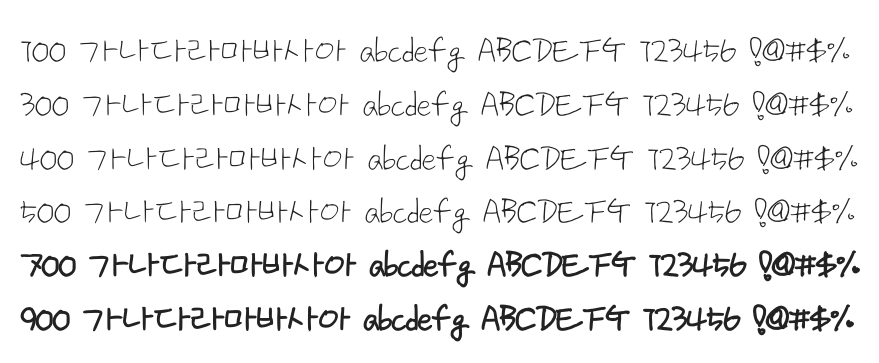 100 가나다라마바사아 abcdefg ABCDEFG 123456 !@#$%
300 가나다라마바사아 abcdefg ABCDEFG 123456 !@#$%
400 가나다라마바사아 abcdefg ABCDEFG 123456 !@#$%
500 가나다라마바사아 abcdefg ABCDEFG 123456 !@#$%
700 가나다라마바사아 abcdefg ABCDEFG 123456 !@#$%
900 가나다라마바사아 abcdefg ABCDEFG 123456 !@#$%